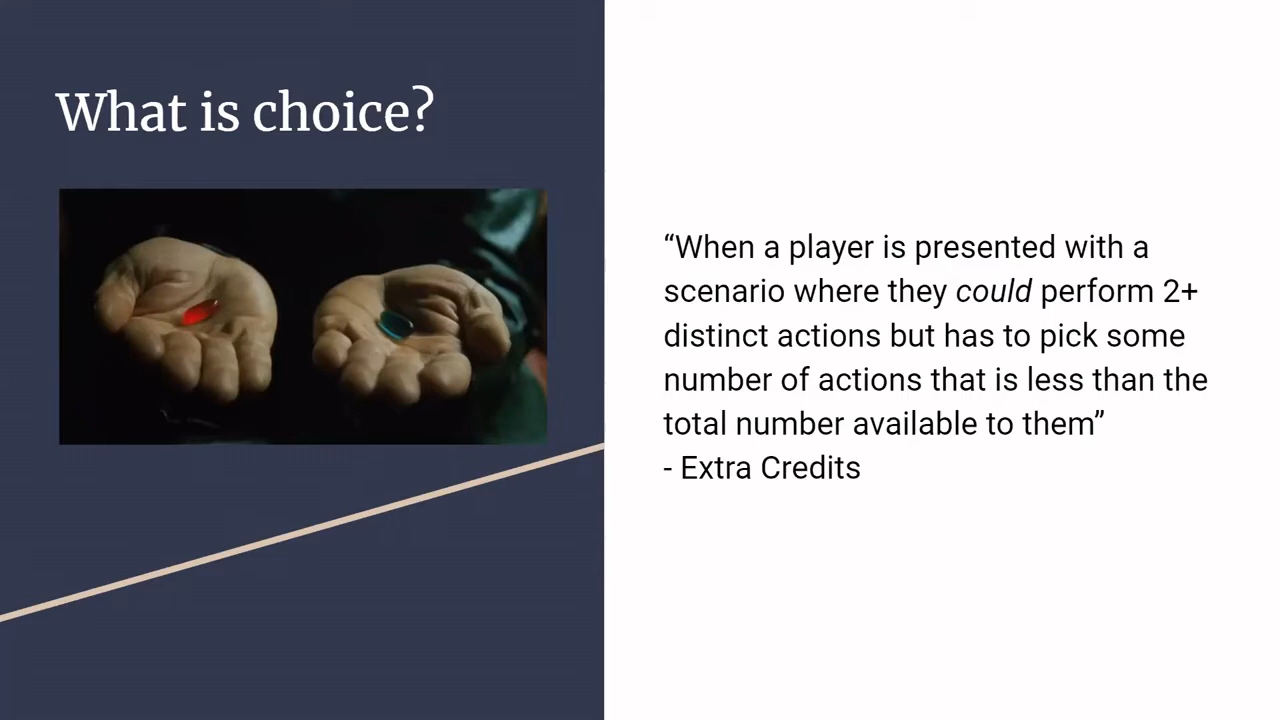 What is choice?
“When a player is presented with a
scenario where they could perform 2+
distinct actions but has to pick some
number of actions that is less than the
total number available to them”
- Extra Credits